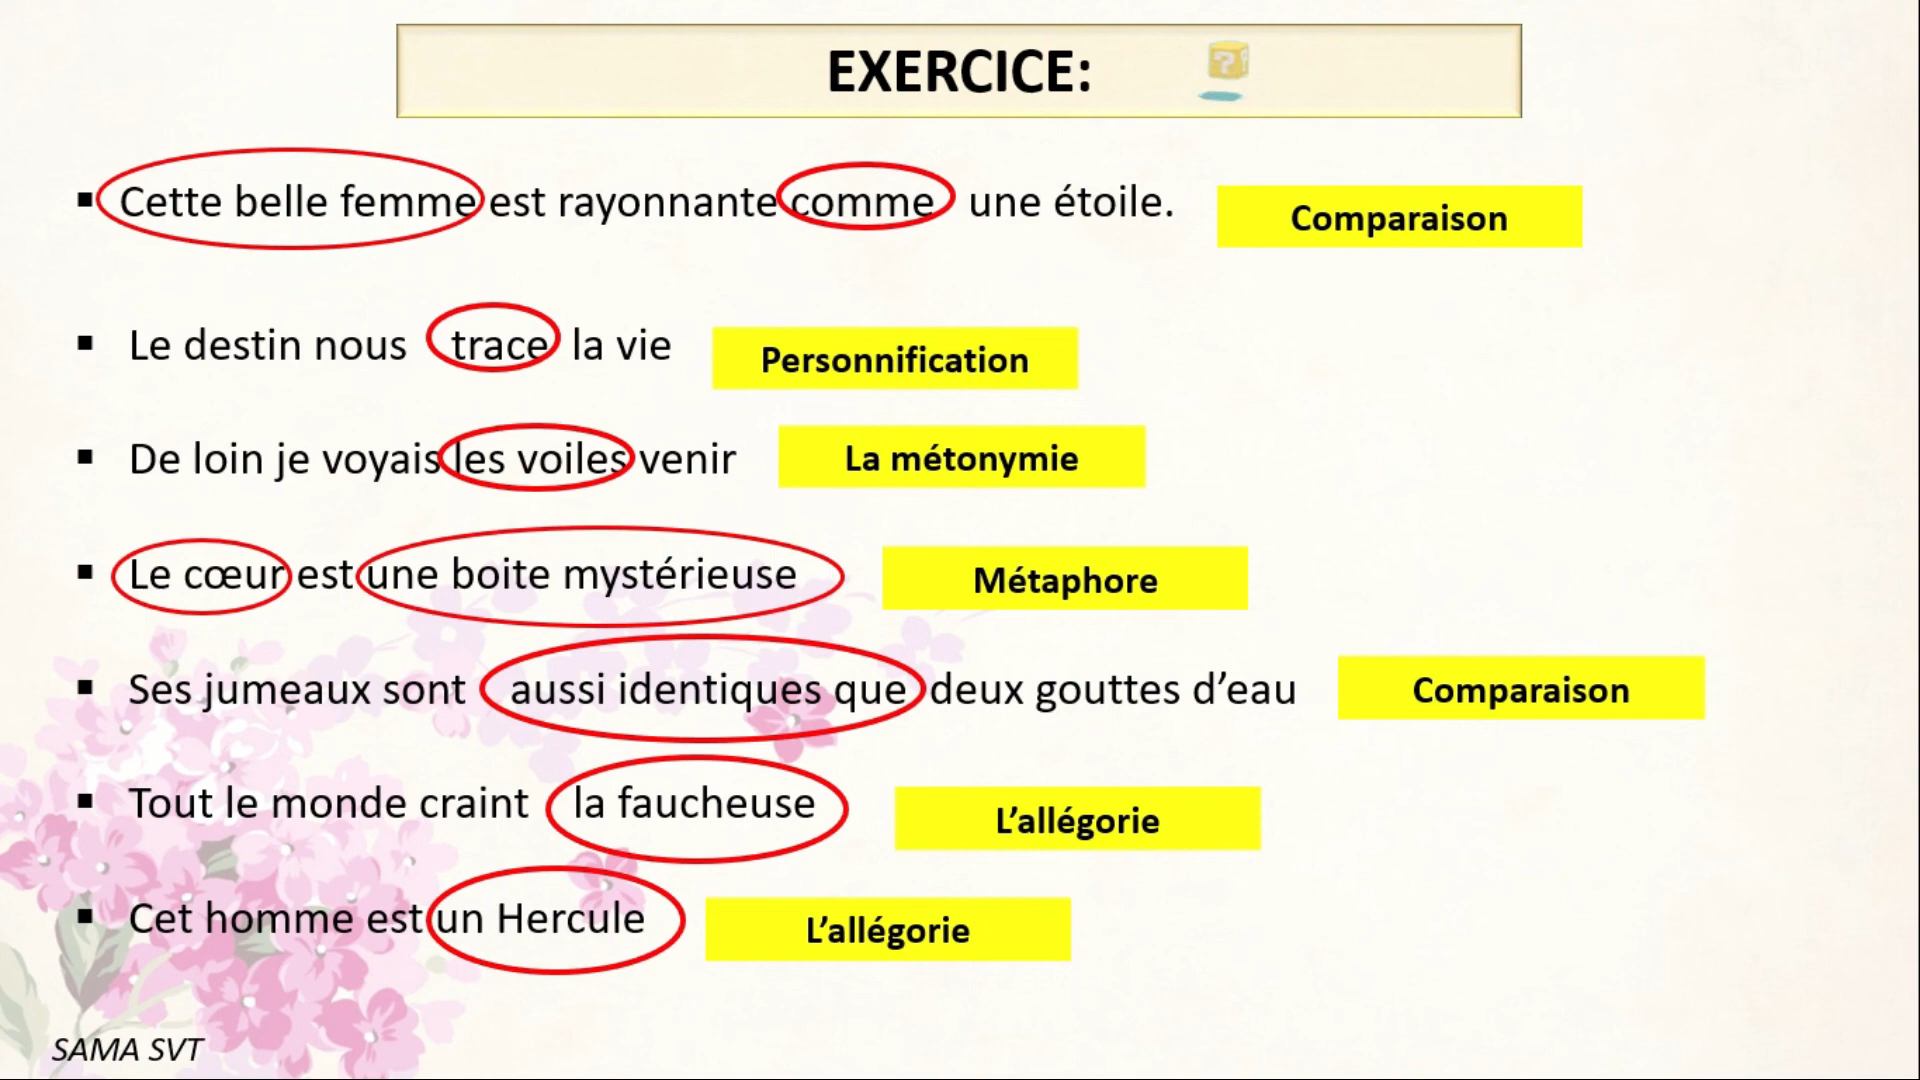 EXERCICE:
▪ Cette belle femme est rayonnante comme une étoile. Comparaison
▪ Le destin nous trace la vie Personnification
▪ De loin je voyais les voiles venir La métonymie
▪ Le cœur est une boite mystérieuse Métaphore
▪ Ses jumeaux sont aussi identiques que deux gouttes d’eau Comparaison
▪ Tout le monde craint la faucheuse L’allégorie
▪ Cet homme est un Hercule L’allégorie
SAMA SVT